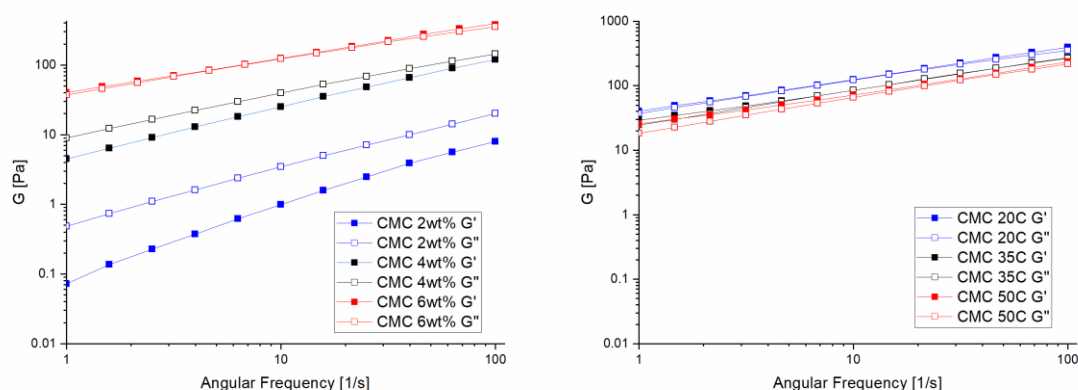 100
10
1
0.1
0.01
G [Pa]
CMC 2wt% G'
CMC 2wt% G"
CMC 4wt% G'
CMC 4wt% G"
CMC 6wt% G'
CMC 6wt% G"
1 10 100
Angular Frequency [1/s]
1000
100
10
1
0.1
0.01
G [Pa]
CMC 20C G'
CMC 20C G"
CMC 35C G'
CMC 35C G"
CMC 50C G'
CMC 50C G"
1 10 100
Angular Frequency [1/s]